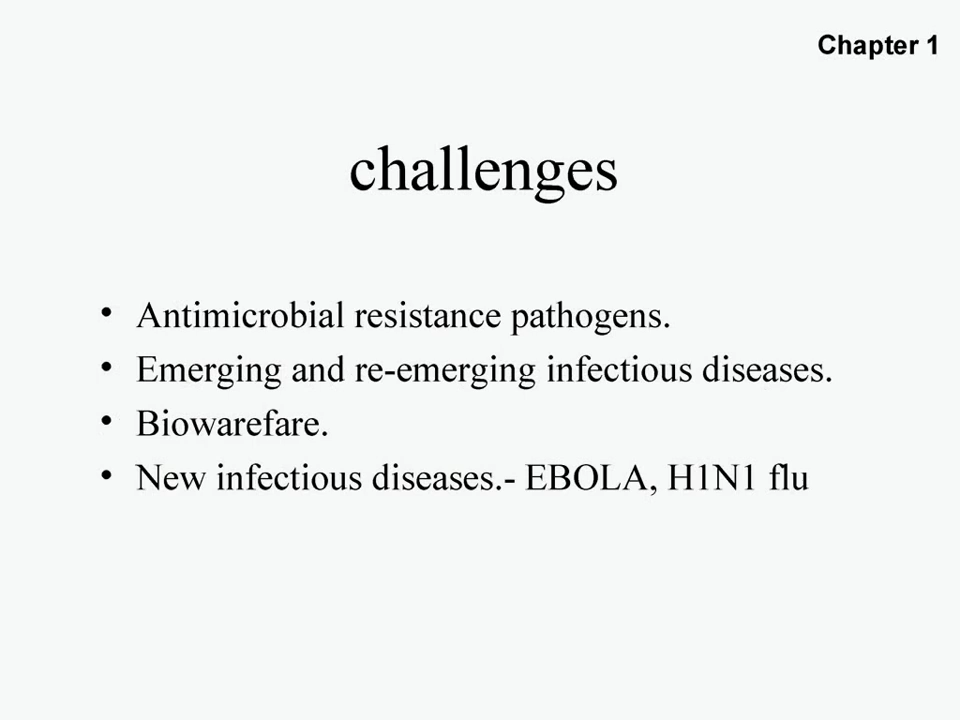 Chapter 1
challenges
• Antimicrobial resistance pathogens.
• Emerging and re-emerging infectious diseases.
• Biowarefare.
• New infectious diseases.- EBOLA, H1N1 flu